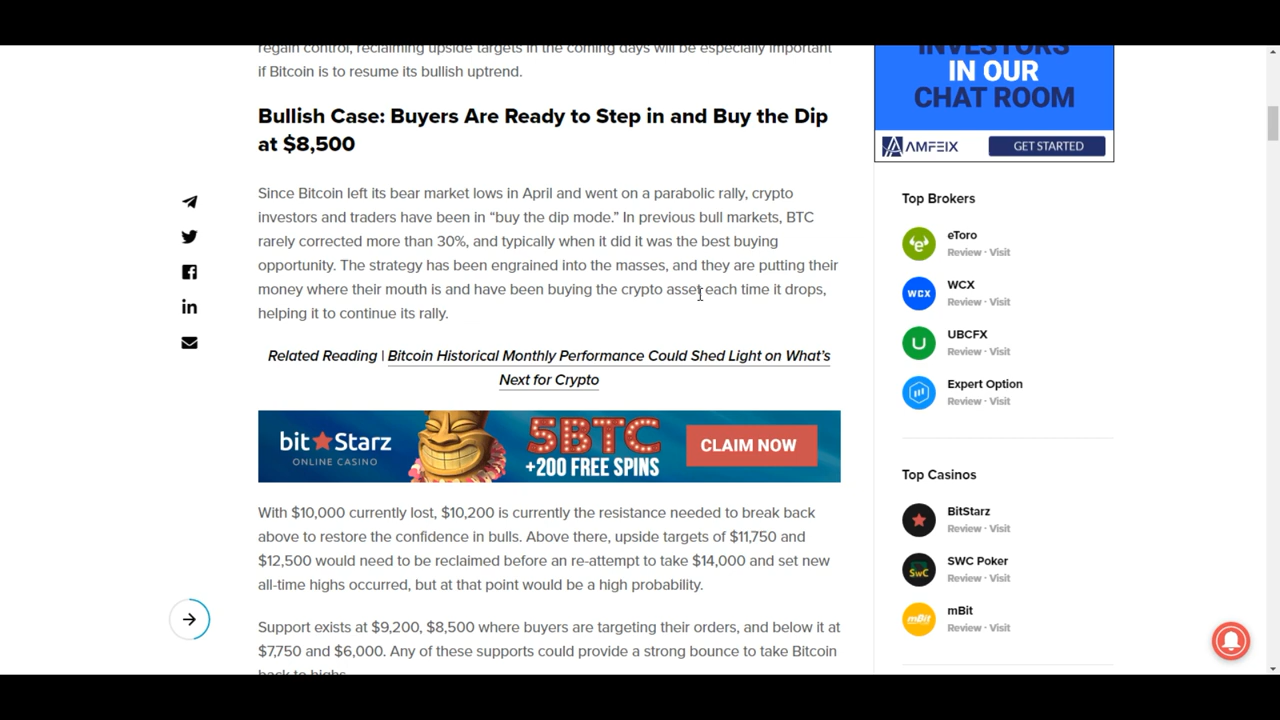 regain control, reclaiming upside targets in the coming days will be especially important
if Bitcoin is to resume its bullish uptrend.
Bullish Case: Buyers Are Ready to Step in and Buy the Dip
at $8,500
Since Bitcoin left its bear market lows in April and went on a parabolic rally, crypto
investors and traders have been in “buy the dip mode.” In previous bull markets, BTC
rarely corrected more than 30%, and typically when it did it was the best buying
opportunity. The strategy has been engrained into the masses, and they are putting their
money where their mouth is and have been buying the crypto asset each time it drops,
helping it to continue its rally.
Related Reading | Bitcoin Historical Monthly Performance Could Shed Light on What’s
Next for Crypto
bitStarz
ONLINE CASINO
5BTC
+200 FREE SPINS
CLAIM NOW
With $10,000 currently lost, $10,200 is currently the resistance needed to break back
above to restore the confidence in bulls. Above there, upside targets of $11,750 and
$12,500 would need to be reclaimed before an re-attempt to take $14,000 and set new
all-time highs occurred, but at that point would be a high probability.
Support exists at $9,200, $8,500 where buyers are targeting their orders, and below it at
$7,750 and $6,000. Any of these supports could provide a strong bounce to take Bitcoin
back to highs.
INVESTORS
IN OUR
CHAT ROOM
AMFEIX
GET STARTED
Top Brokers
eToro
Review · Visit
WCX
WCX
Review · Visit
U
UBCFX
Review · Visit
Expert Option
Review · Visit
Top Casinos
BitStarz
Review · Visit
SwC
SWC Poker
Review · Visit
mBit
mBit
Review · Visit